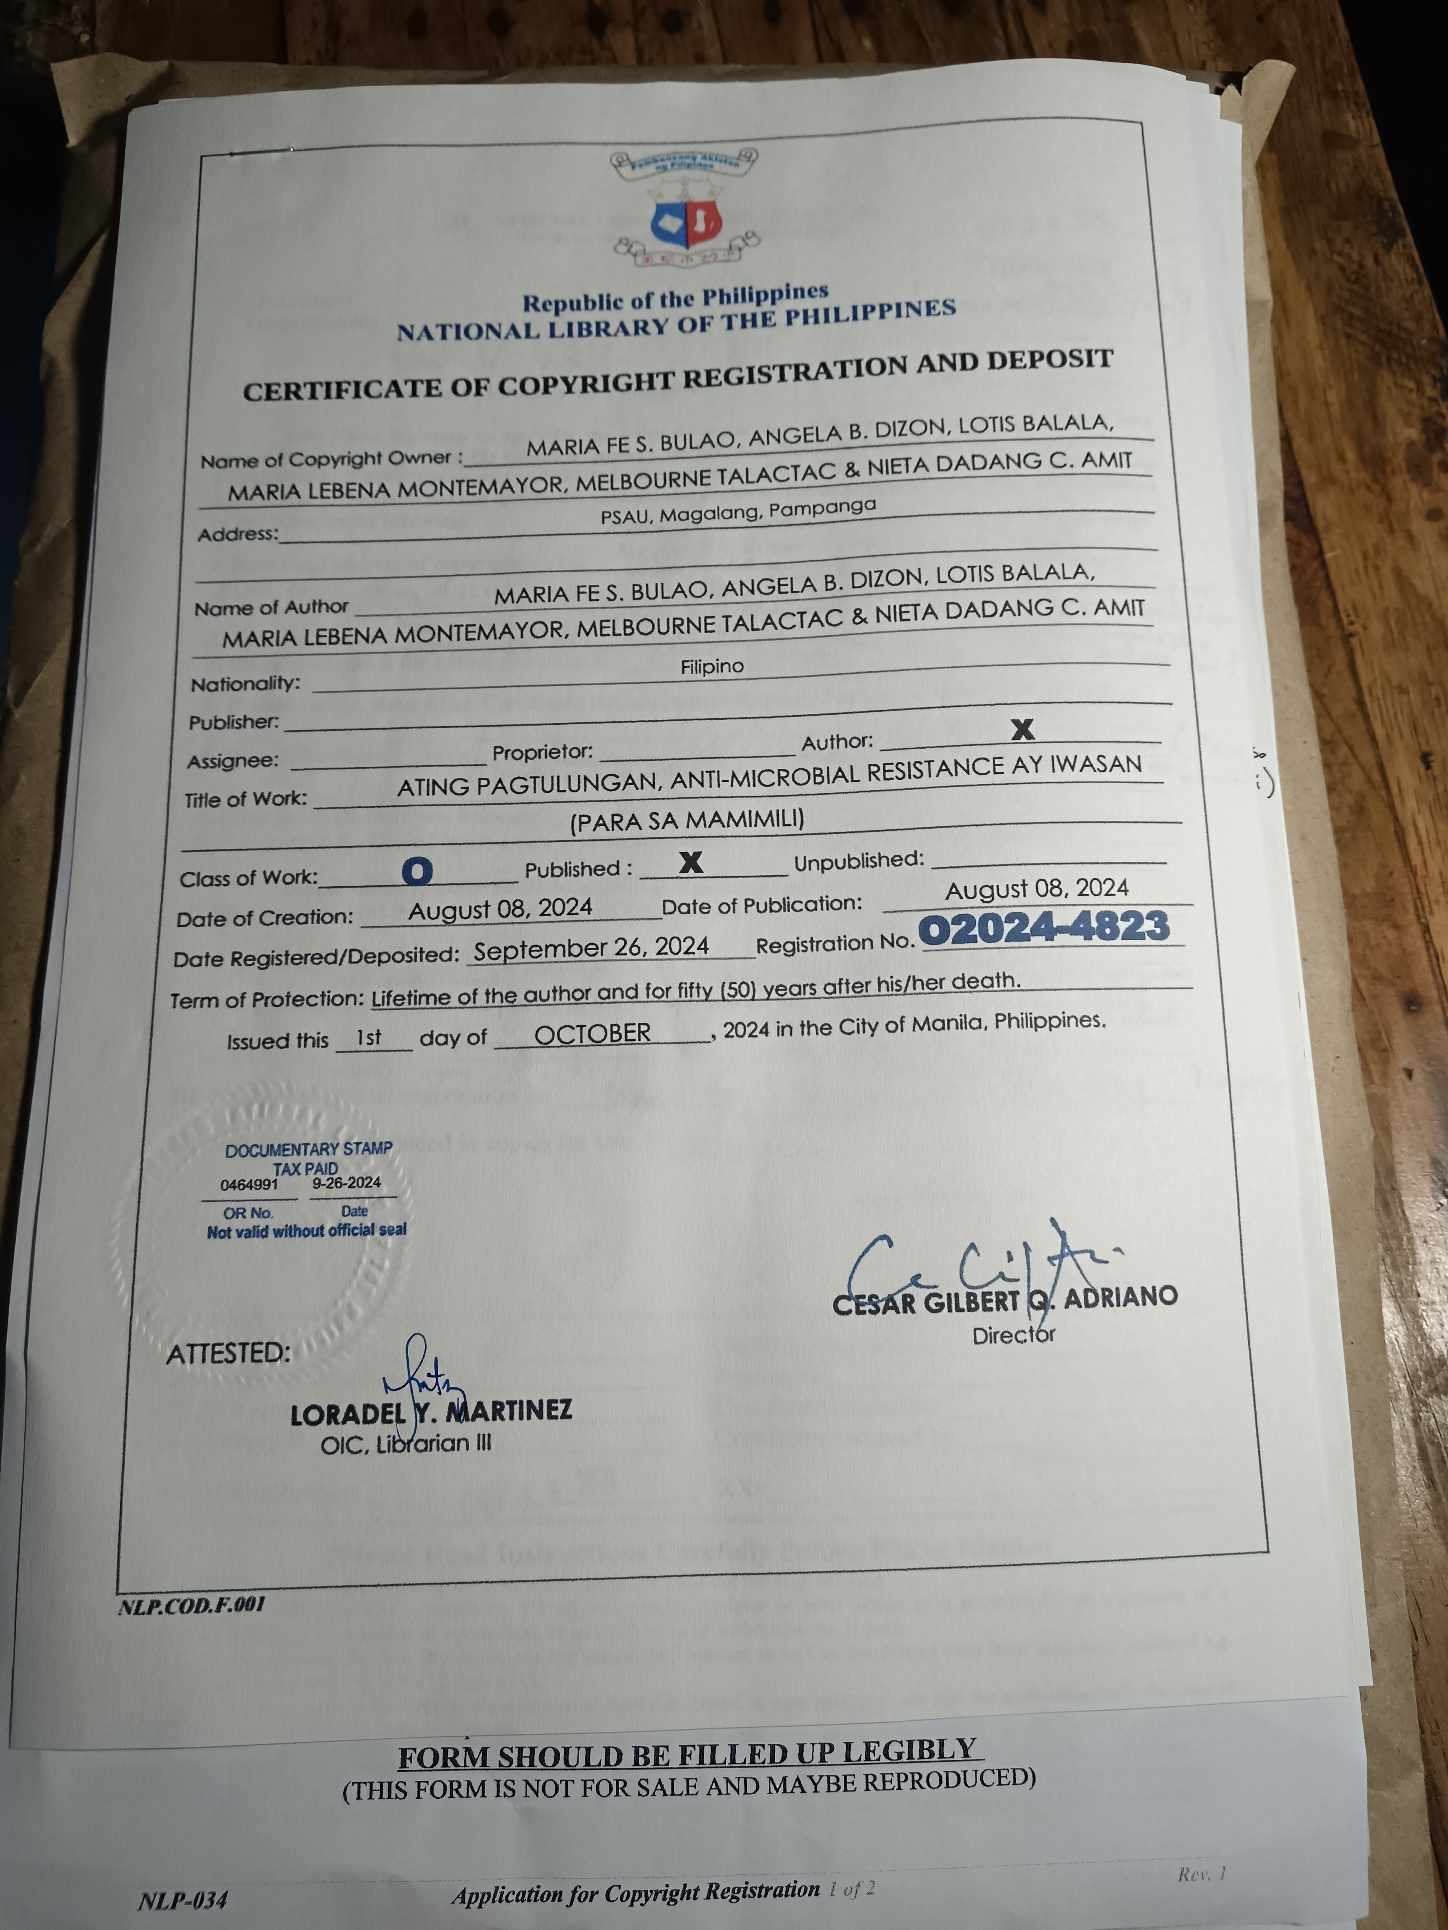 Pambansang Aklatan
ng Pilipinas
Republic of the Philippines
NATIONAL LIBRARY OF THE PHILIPPINES
CERTIFICATE OF COPYRIGHT REGISTRATION AND DEPOSIT
Name of Copyright Owner : MARIA FE S. BULAO, ANGELA B. DIZON, LOTIS BALALA,
MARIA LEBENA MONTEMAYOR, MELBOURNE TALACTAC & NIETA DADANG C. AMIT
Address: PSAU, Magalang, Pampanga
Name of Author MARIA FE S. BULAO, ANGELA B. DIZON, LOTIS BALALA,
MARIA LEBENA MONTEMAYOR, MELBOURNE TALACTAC & NIETA DADANG C. AMIT
Nationality: Filipino
Publisher:
Assignee: Proprietor: Author: X
Title of Work: ATING PAGTULUNGAN, ANTI-MICROBIAL RESISTANCE AY IWASAN
(PARA SA MAMIMILI)
Class of Work: O Published : X Unpublished:
Date of Creation: August 08, 2024 Date of Publication: August 08, 2024
Date Registered/Deposited: September 26, 2024 Registration No. O2024-4823
Term of Protection: Lifetime of the author and for fifty (50) years after his/her death.
Issued this 1st day of OCTOBER, 2024 in the City of Manila, Philippines.
DOCUMENTARY STAMP
TAX PAID
0464991 9-26-2024
OR No. Date
Not valid without official seal
CESAR GILBERT Q. ADRIANO
Director
ATTESTED:
LORADEL Y. MARTINEZ
OIC, Librarian III
NLP.COD.F.001
FORM SHOULD BE FILLED UP LEGIBLY
(THIS FORM IS NOT FOR SALE AND MAYBE REPRODUCED)
NLP-034 Application for Copyright Registration 1 of 2 Rev. 1